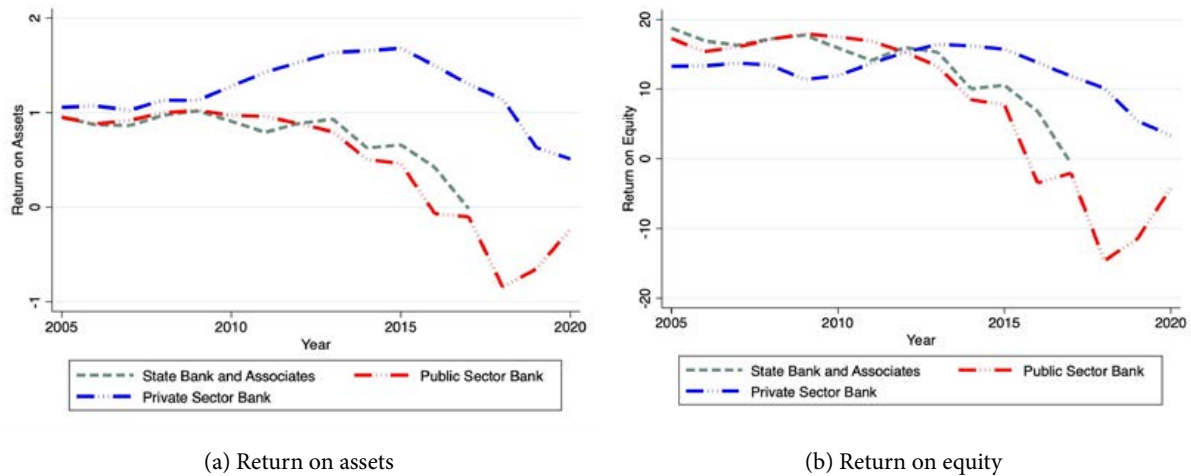 2
1
0
-1
Return on Assets
2005 2010 2015 2020
Year
State Bank and Associates Public Sector Bank
Private Sector Bank
(a) Return on assets
20
10
0
-10
-20
Return on Equity
2005 2010 2015 2020
Year
State Bank and Associates Public Sector Bank
Private Sector Bank
(b) Return on equity